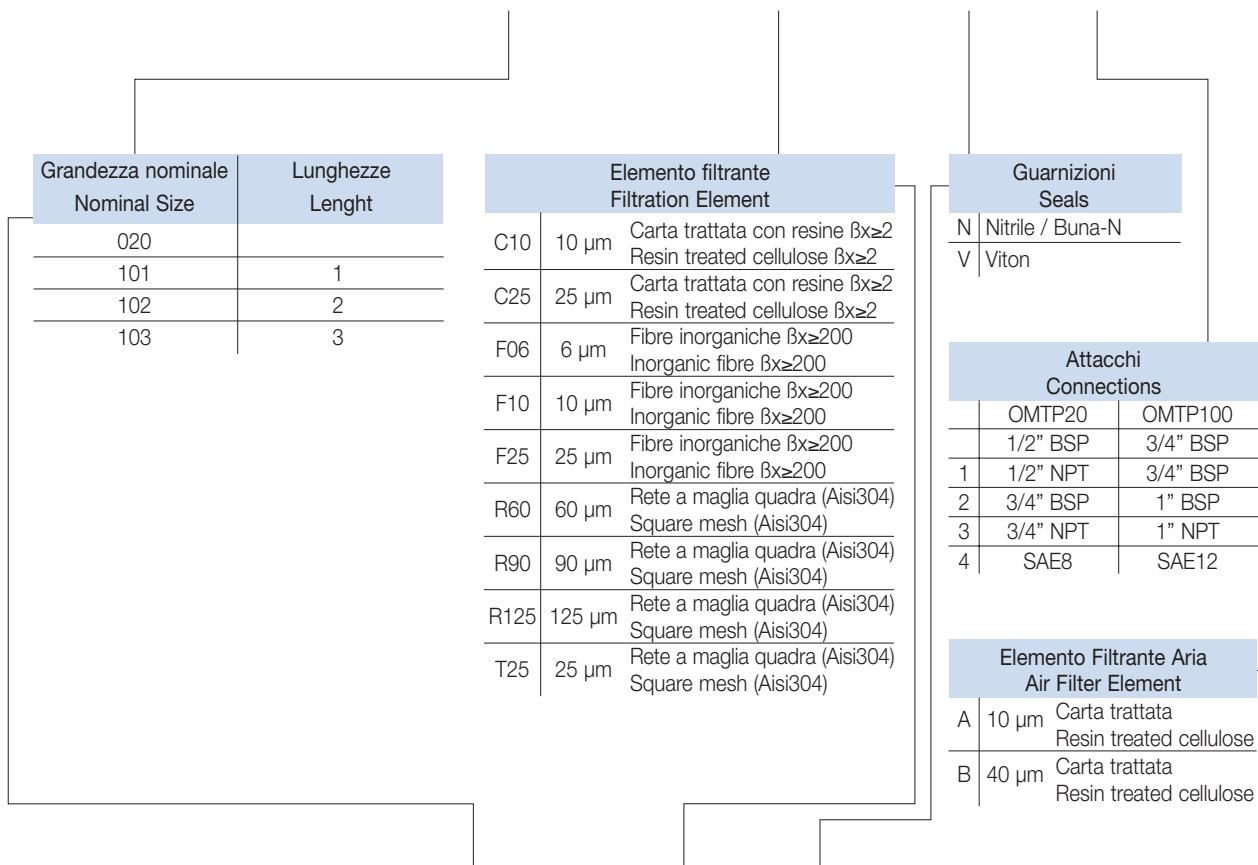 Grandezza nominale
Nominal Size
Lunghezze
Lenght
020
101 1
102 2
103 3
Elemento filtrante
Filtration Element
C10 10 µm Carta trattata con resine ßx≥2
Resin treated cellulose ßx≥2
C25 25 µm Carta trattata con resine ßx≥2
Resin treated cellulose ßx≥2
F06 6 µm Fibre inorganiche ßx≥200
Inorganic fibre ßx≥200
F10 10 µm Fibre inorganiche ßx≥200
Inorganic fibre ßx≥200
F25 25 µm Fibre inorganiche ßx≥200
Inorganic fibre ßx≥200
R60 60 µm Rete a maglia quadra (Aisi304)
Square mesh (Aisi304)
R90 90 µm Rete a maglia quadra (Aisi304)
Square mesh (Aisi304)
R125 125 µm Rete a maglia quadra (Aisi304)
Square mesh (Aisi304)
T25 25 µm Rete a maglia quadra (Aisi304)
Square mesh (Aisi304)
Guarnizioni
Seals
N Nitrile / Buna-N
V Viton
Attacchi
Connections
OMTP20 OMTP100
1/2” BSP 3/4” BSP
1 1/2” NPT 3/4” BSP
2 3/4” BSP 1” BSP
3 3/4” NPT 1” NPT
4 SAE8 SAE12
Elemento Filtrante Aria
Air Filter Element
A 10 µm Carta trattata
Resin treated cellulose
B 40 µm Carta trattata
Resin treated cellulose